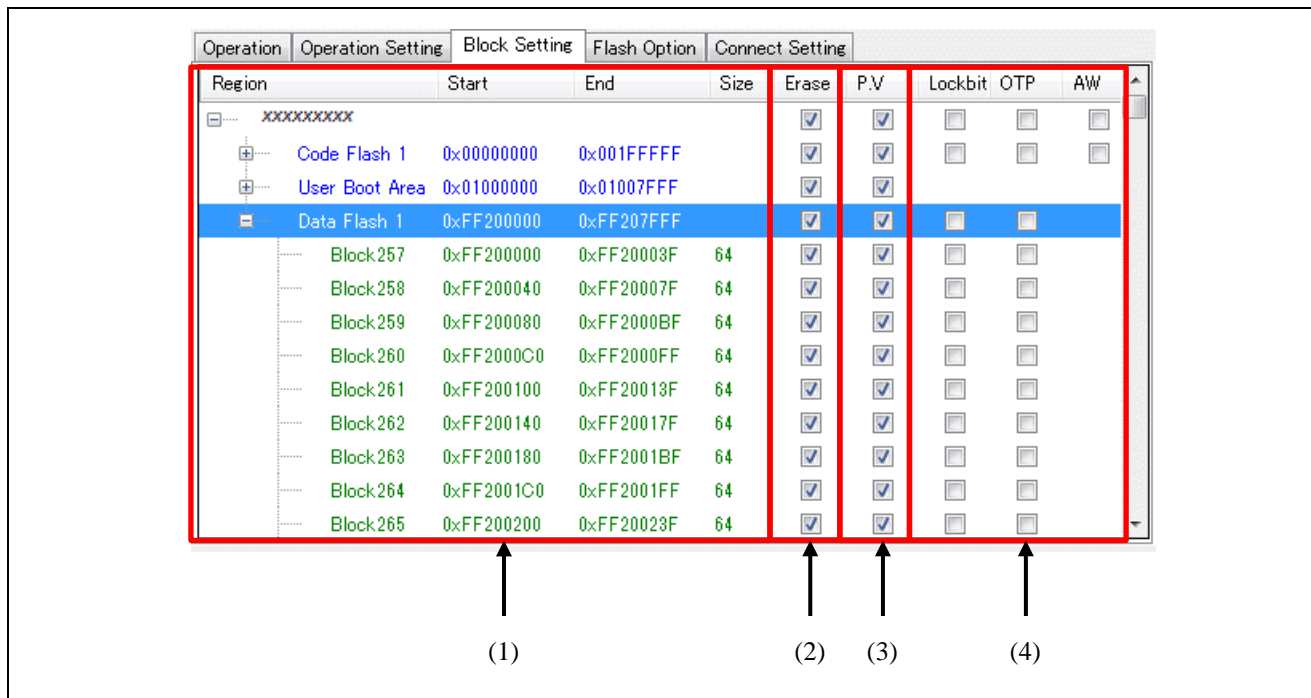 Operation Operation Setting Block Setting Flash Option Connect Setting
Region Start End Size Erase P.V Lockbit OTP AW
xxxxxxxxx
Code Flash 1 0x00000000 0x001FFFFF
User Boot Area 0x01000000 0x01007FFF
Data Flash 1 0xFF200000 0xFF207FFF
Block257 0xFF200000 0xFF20003F 64
Block258 0xFF200040 0xFF20007F 64
Block259 0xFF200080 0xFF2000BF 64
Block260 0xFF2000C0 0xFF2000FF 64
Block261 0xFF200100 0xFF20013F 64
Block262 0xFF200140 0xFF20017F 64
Block263 0xFF200180 0xFF2001BF 64
Block264 0xFF2001C0 0xFF2001FF 64
Block265 0xFF200200 0xFF20023F 64
(1) (2) (3) (4)